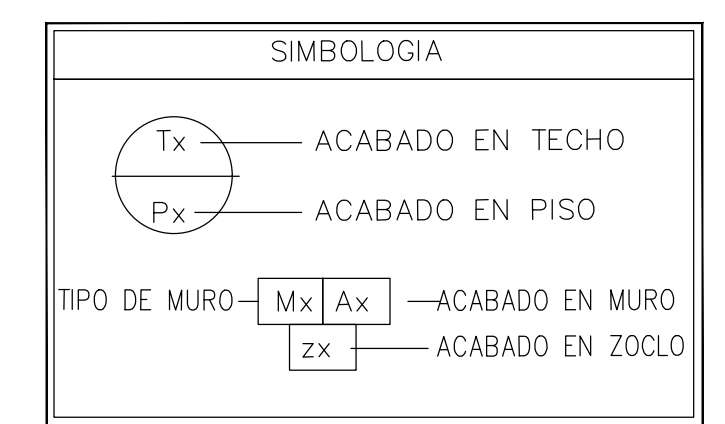 SIMBOLOGIA
Tx ACABADO EN TECHO
Px ACABADO EN PISO
TIPO DE MURO Mx Ax ACABADO EN MURO
zx ACABADO EN ZOCLO